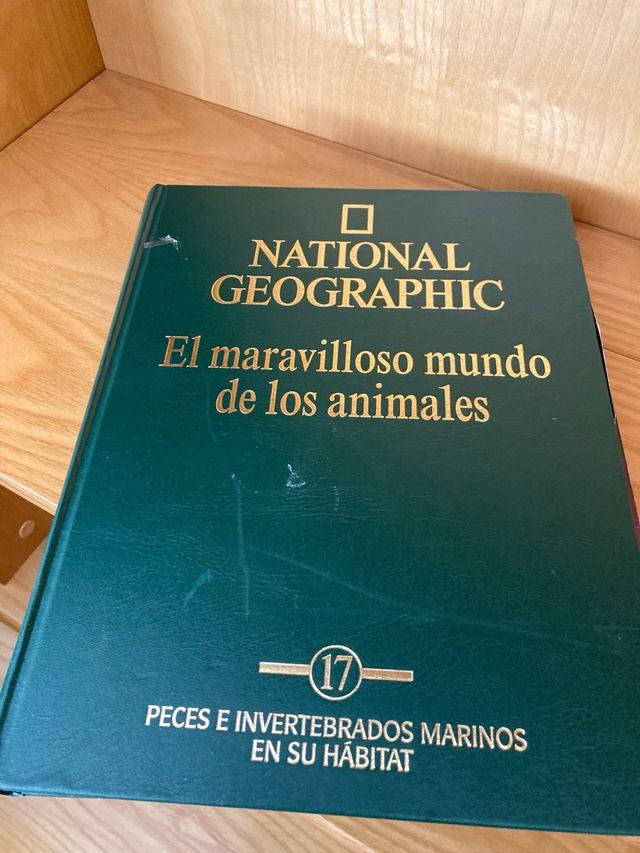 NATIONAL
GEOGRAPHIC
El maravilloso mundo
de los animales
17
PECES E INVERTEBRADOS MARINOS
EN SU HÁBITAT